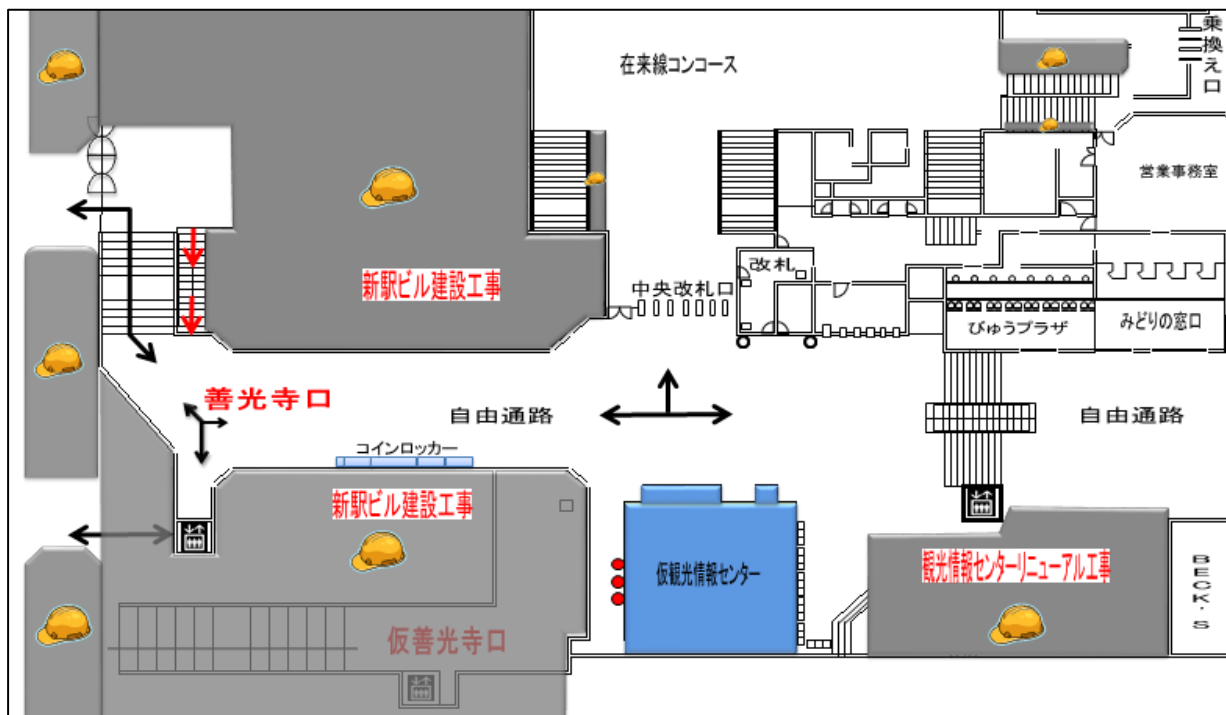 在来線コンコース
乗換え口
営業事務室
新駅ビル建設工事
改札
中央改札口
びゅうプラザ
みどりの窓口
善光寺口
自由通路
自由通路
コインロッカー
新駅ビル建設工事
仮観光情報センター
観光情報センターリニューアル工事
BECK'S
仮善光寺口